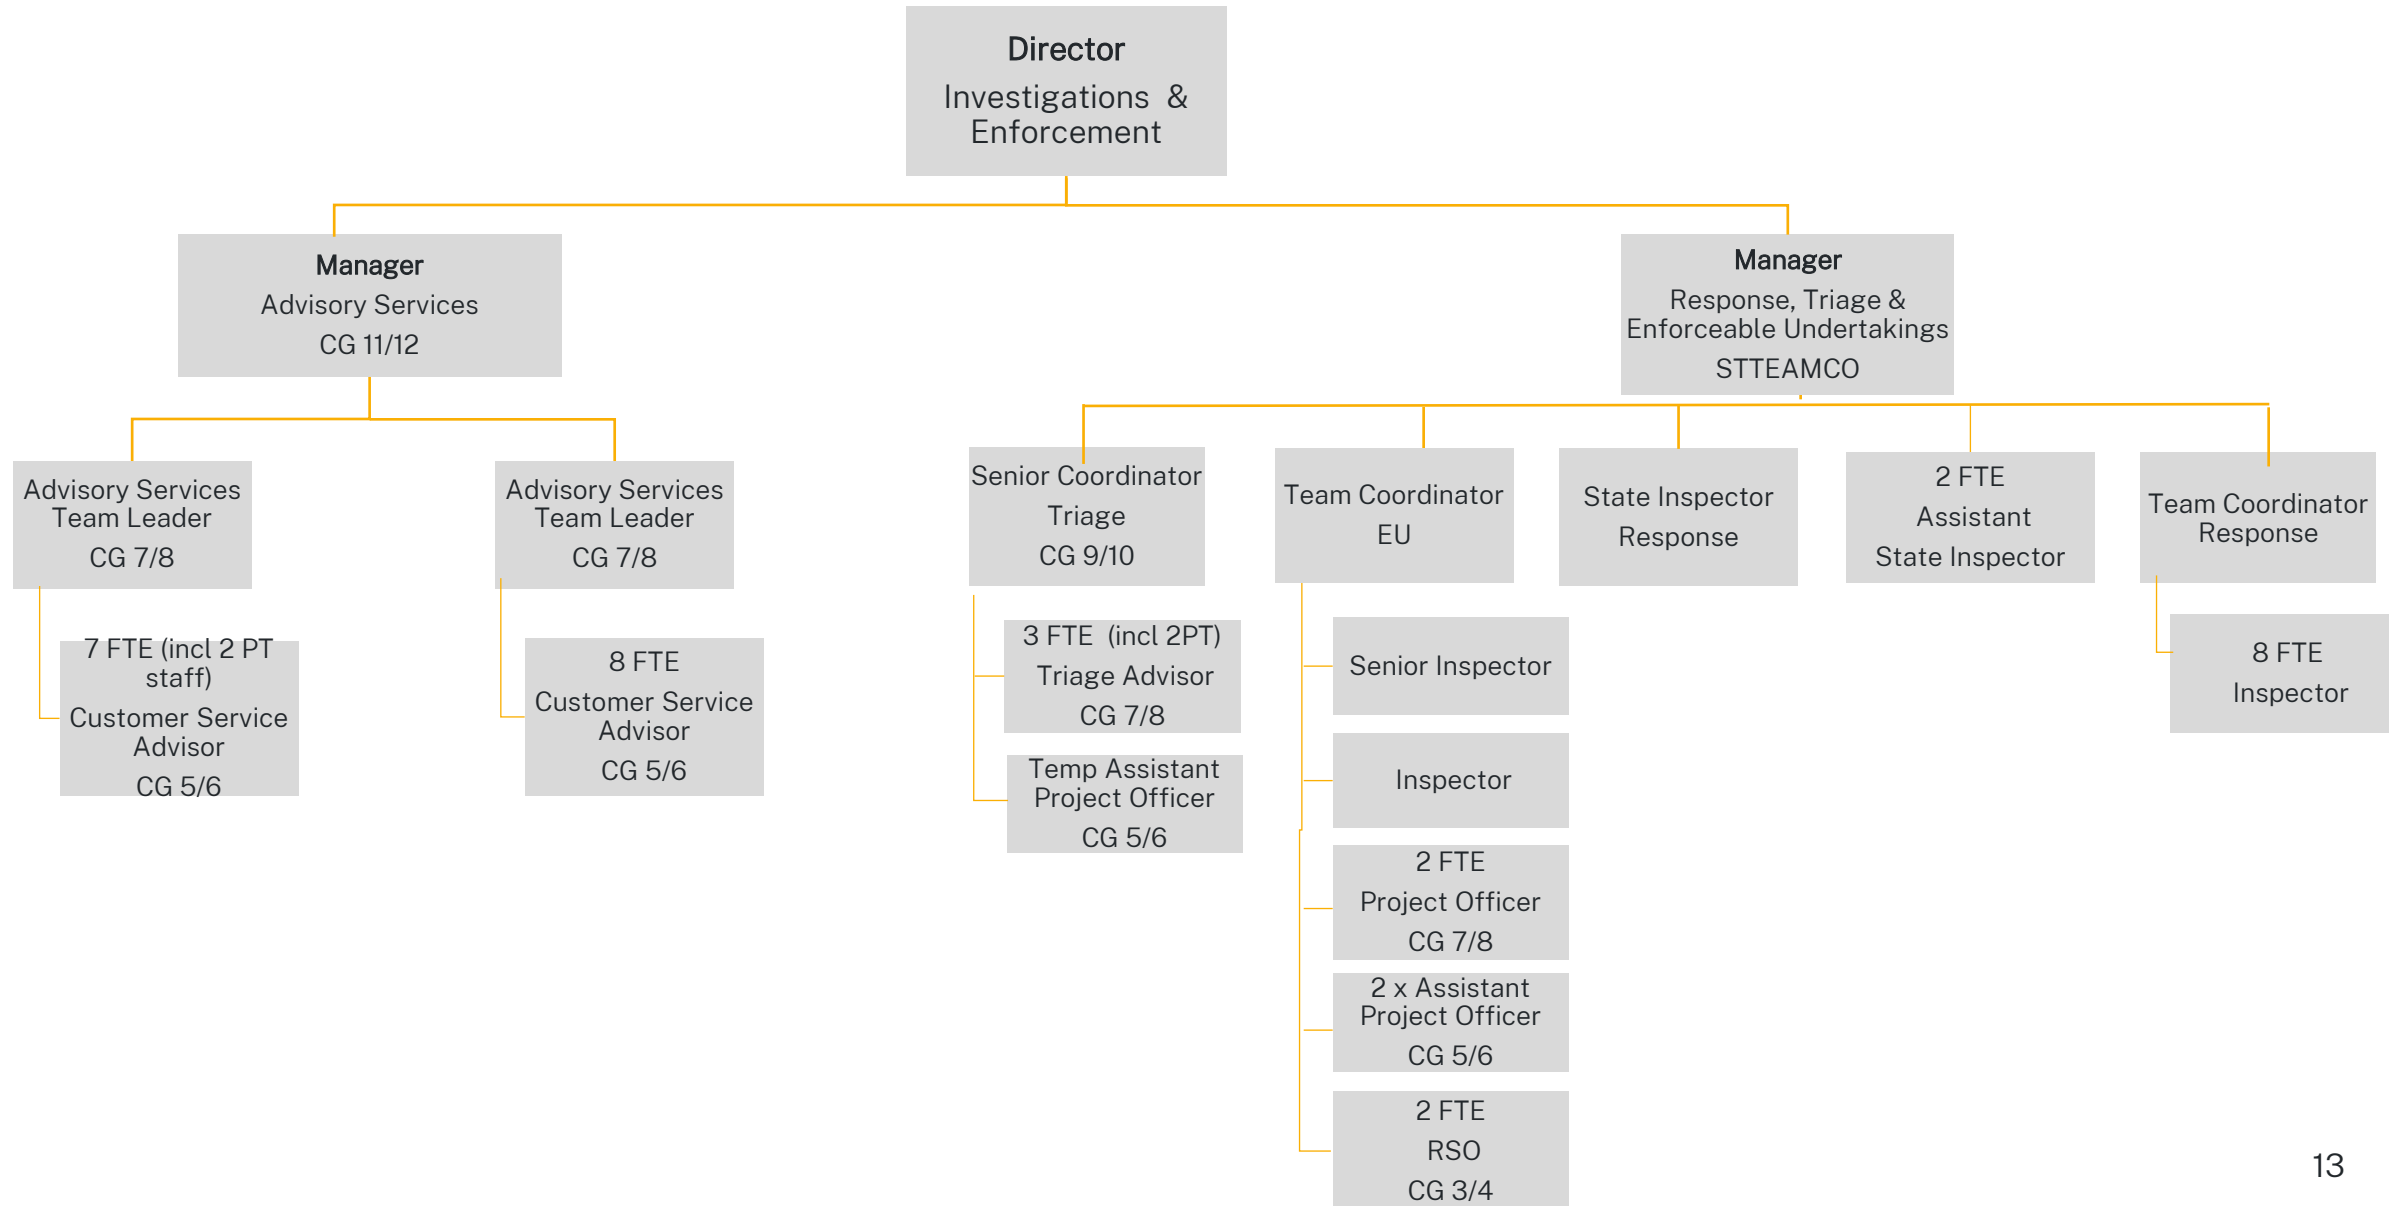 Director
Investigations & 
Enforcement
Manager
Advisory Services
CG 11/12
Manager
Response, Triage &
Enforceable Undertakings
STTEAMCO
Advisory Services
Team Leader
CG 7/8
Advisory Services
Team Leader
CG 7/8
Senior Coordinator
Triage
CG 9/10
Team Coordinator
EU
State Inspector
Response
2 FTE
Assistant
State Inspector
Team Coordinator
Response
7 FTE (incl 2 PT
staff)
Customer Service
Advisor
CG 5/6
8 FTE
Customer Service
Advisor
CG 5/6
3 FTE (incl 2PT)
Triage Advisor
CG 7/8
Temp Assistant
Project Officer
CG 5/6
Senior Inspector
Inspector
2 FTE
Project Officer
CG 7/8
2 x Assistant
Project Officer
CG 5/6
2 FTE
RSO
CG 3/4
8 FTE
Inspector
13